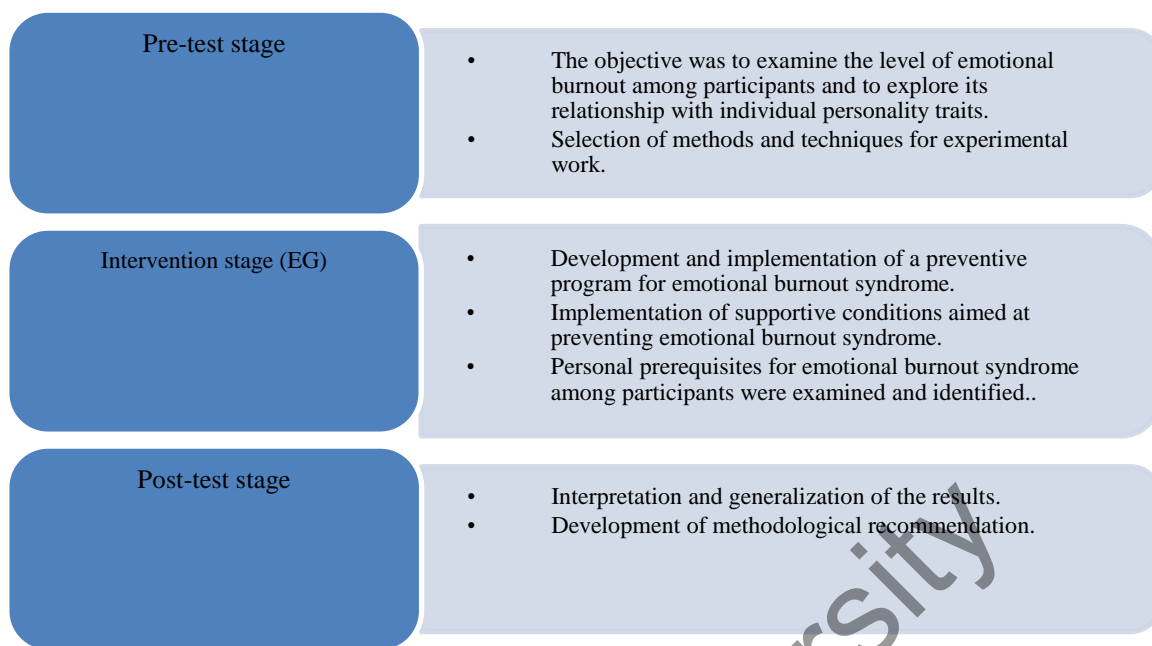 Pre-test stage
• The objective was to examine the level of emotional
burnout among participants and to explore its
relationship with individual personality traits.
• Selection of methods and techniques for experimental
work.
Intervention stage (EG)
• Development and implementation of a preventive
program for emotional burnout syndrome.
• Implementation of supportive conditions aimed at
preventing emotional burnout syndrome.
• Personal prerequisites for emotional burnout syndrome
among participants were examined and identified..
Post-test stage
• Interpretation and generalization of the results.
• Development of methodological recommendation.
rsity